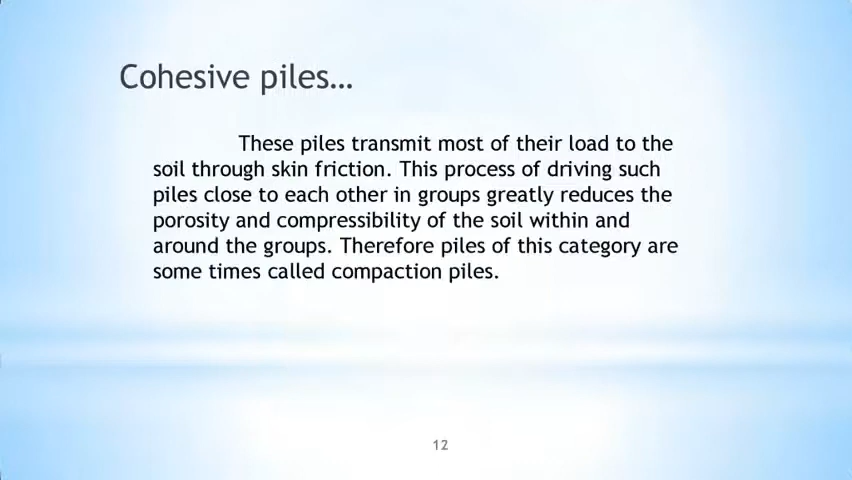 Cohesive piles…
These piles transmit most of their load to the
soil through skin friction. This process of driving such
piles close to each other in groups greatly reduces the
porosity and compressibility of the soil within and
around the groups. Therefore piles of this category are
some times called compaction piles.
12